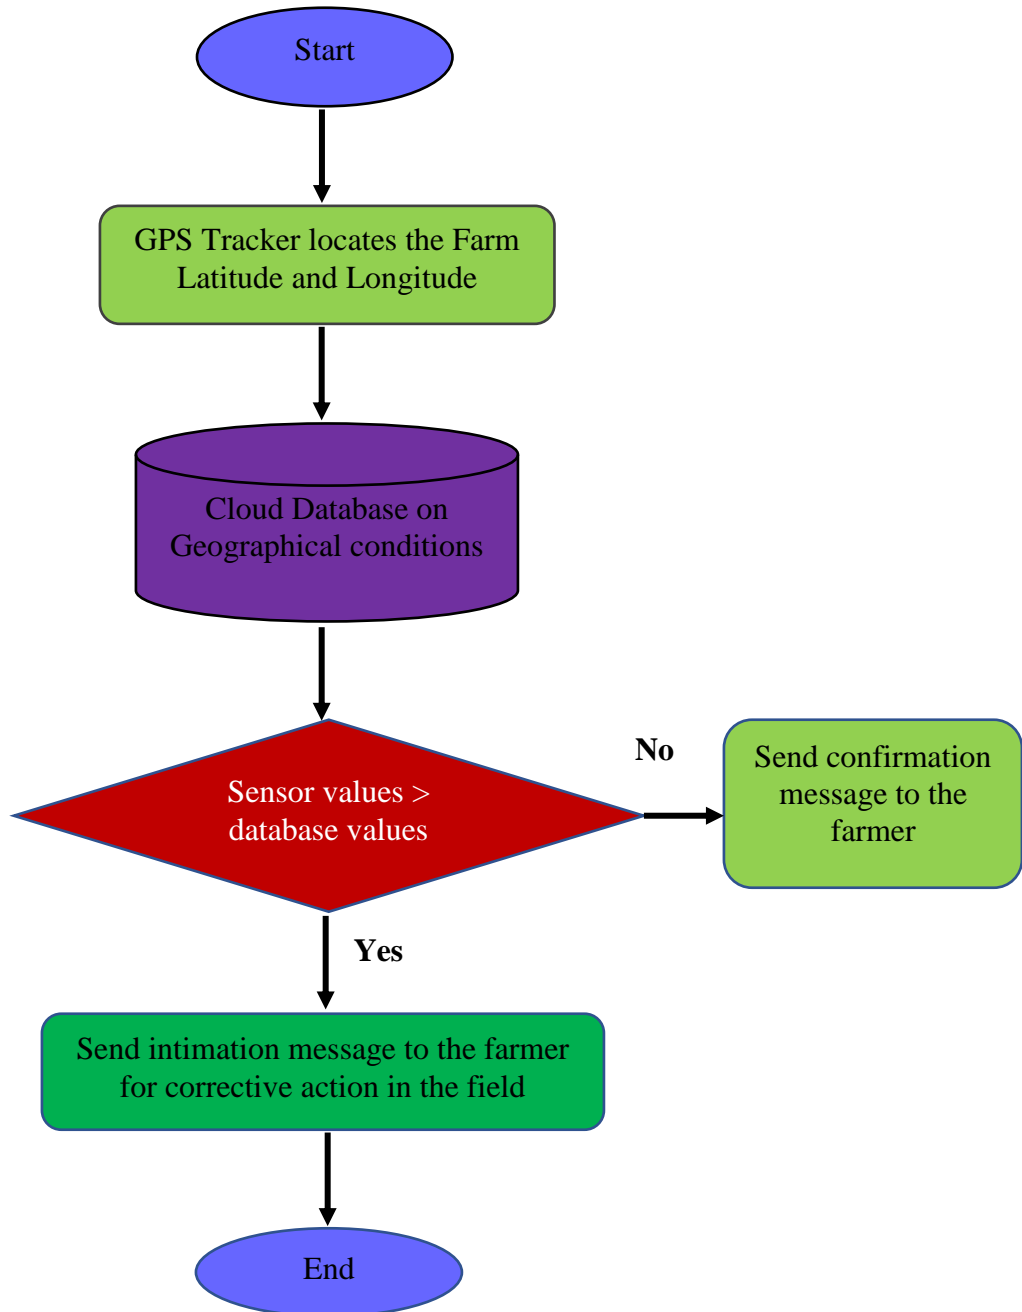 Start
GPS Tracker locates the Farm
Latitude and Longitude
Cloud Database on
Geographical conditions
Sensor values >
database values
No
Send confirmation
message to the
farmer
Yes
Send intimation message to the farmer
for corrective action in the field
End